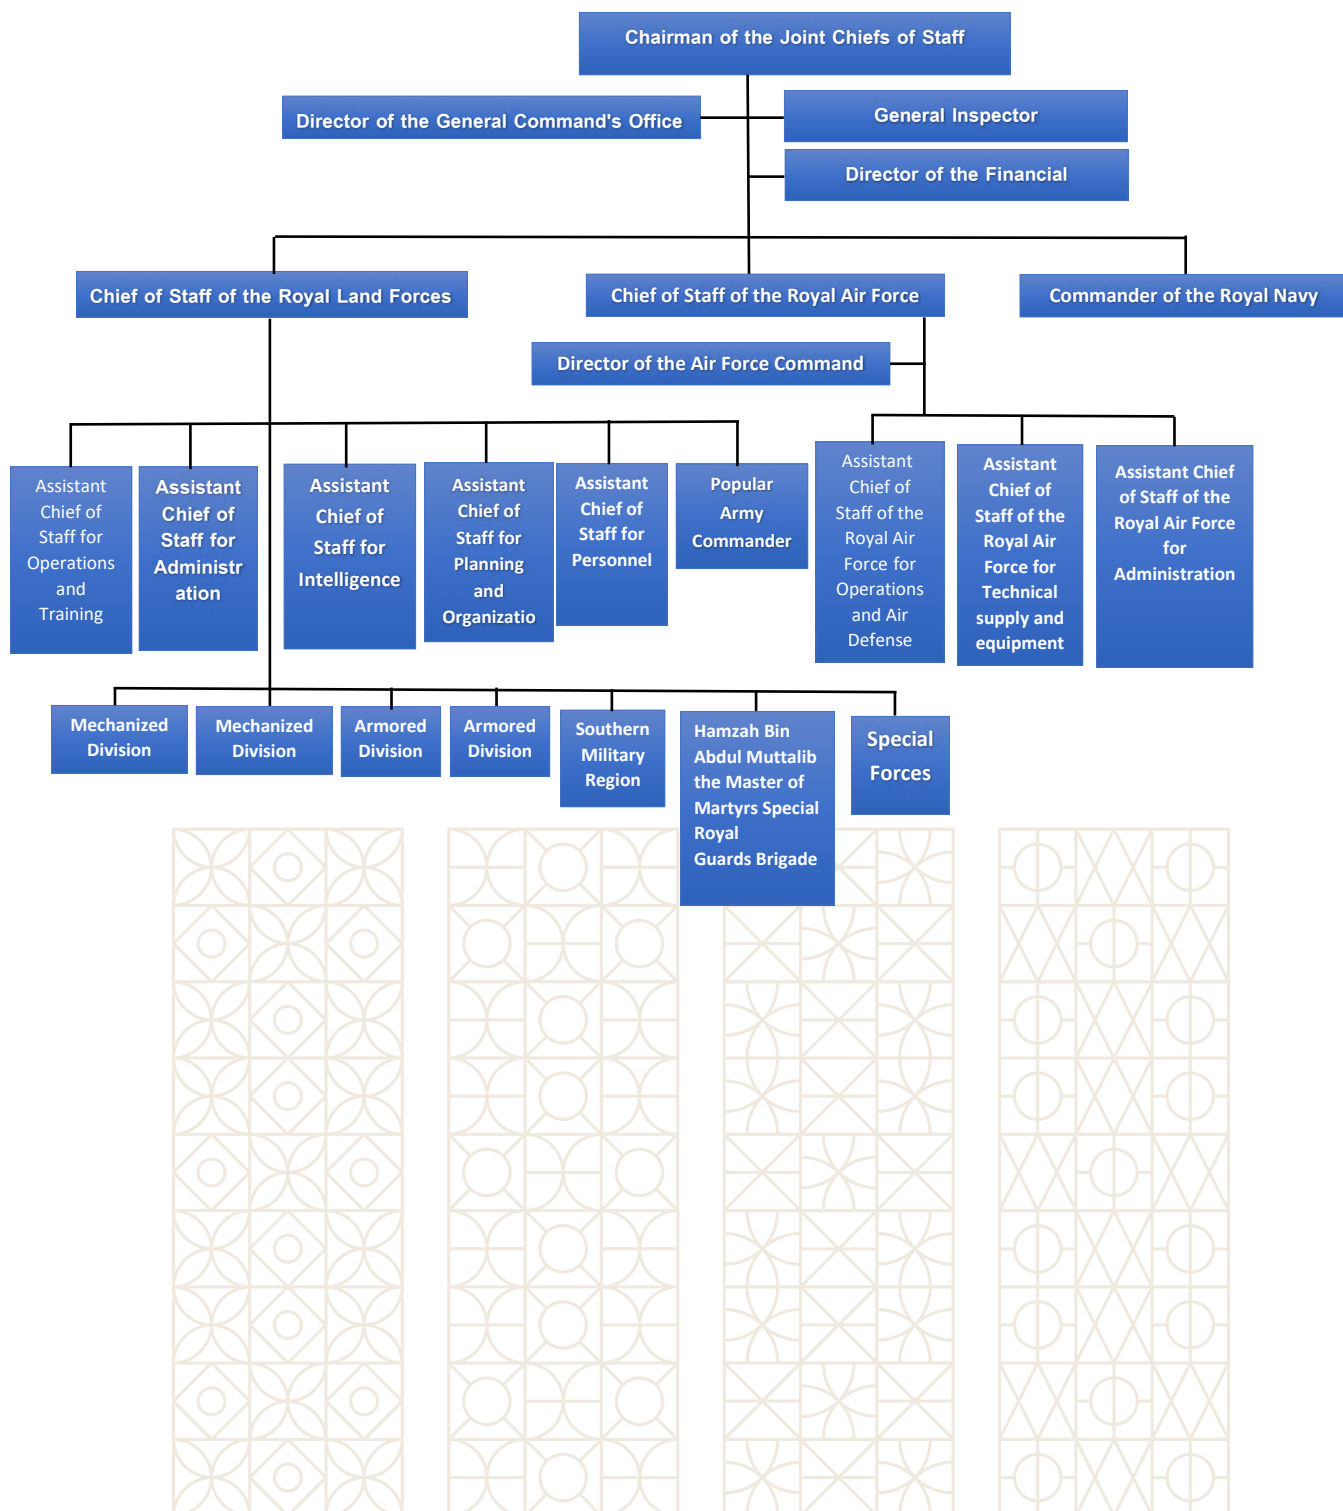 Chairman of the Joint Chiefs of Staff
Director of the General Command's Office
General Inspector
Director of the Financial
Chief of Staff of the Royal Land Forces
Chief of Staff of the Royal Air Force
Commander of the Royal Navy
Director of the Air Force Command
Assistant
Chief of
Staff for
Operations
and
Training
Assistant
Chief of
Staff for
Administr
ation
Assistant
Chief of
Staff for
Intelligence
Assistant
Chief of
Staff for
Planning
and
Organizatio
Assistant
Chief of
Staff for
Personnel
Popular
Army
Commander
Assistant
Chief of
Staff of the
Royal Air
Force for
Operations
and Air
Defense
Assistant
Chief of
Staff of the
Royal Air
Force for
Technical
supply and
equipment
Assistant Chief
of Staff of the
Royal Air Force
for
Administration
Mechanized
Division
Mechanized
Division
Armored
Division
Armored
Division
Southern
Military
Region
Hamzah Bin
Abdul Muttalib
the Master of
Martyrs Special
Royal
Guards Brigade
Special
Forces